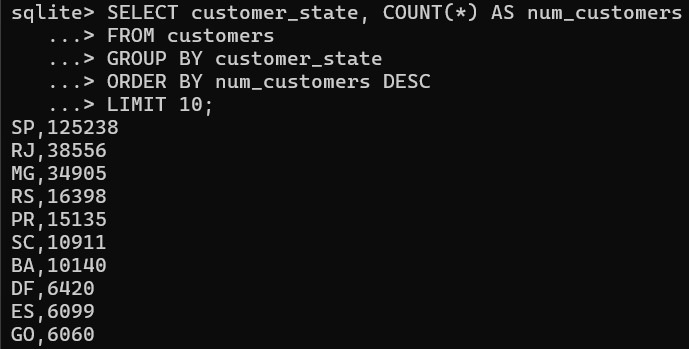 sqlite> SELECT customer_state, COUNT(*) AS num_customers
   ...> FROM customers
   ...> GROUP BY customer_state
   ...> ORDER BY num_customers DESC
   ...> LIMIT 10;
SP,125238
RJ,38556
MG,34905
RS,16398
PR,15135
SC,10911
BA,10140
DF,6420
ES,6099
GO,6060